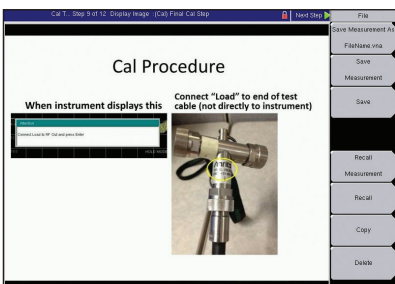 Cal T... Step 9 of 12 Display Image (Cal) Final Cal Step
Next Step
File
Save Measurement As
FileName.vna
Save
Measurement
Save
Recall
Measurement
Recall
Copy
Delete
Cal Procedure
When instrument displays this
Connect "Load" to end of test
cable (not directly to instrument)
Connect Load to RF Out and press Enter